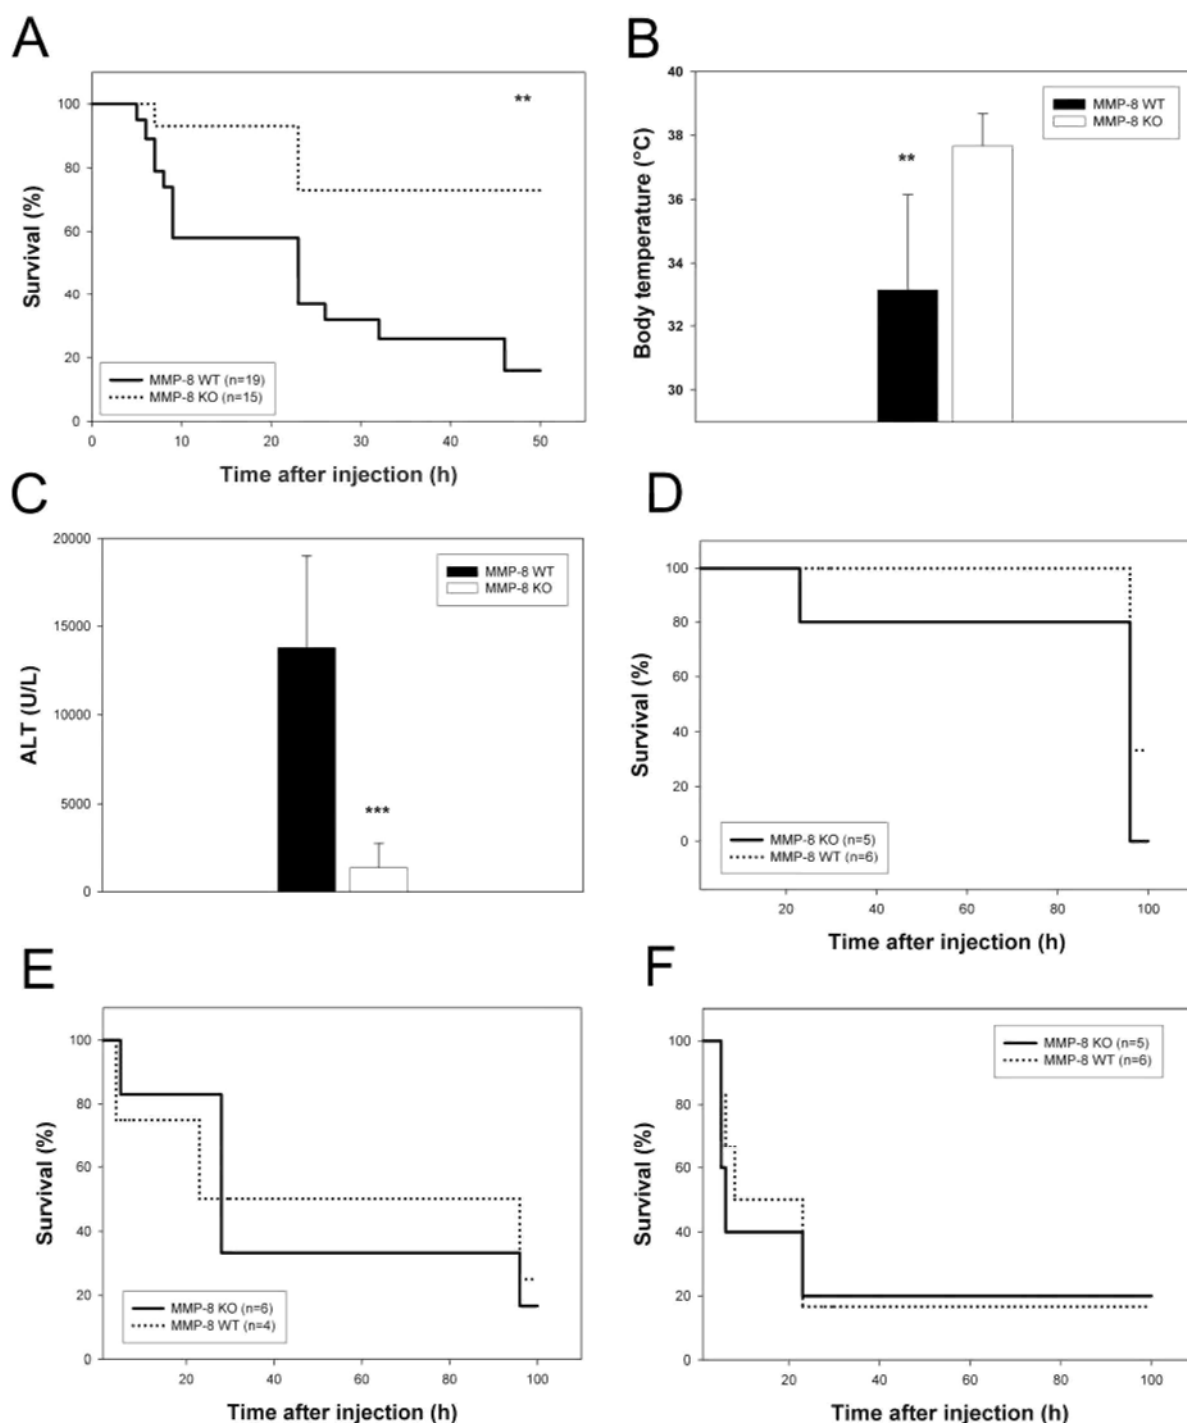 A
Survival (%)
100
80
60
40
20
0
**
MMP-8 WT (n=19)
MMP-8 KO (n=15)
0 10 20 30 40 50
Time after injection (h)
B
Body temperature (°C)
40
38
36
34
32
30
**
MMP-8 WT
MMP-8 KO
C
ALT (U/L)
20000
15000
10000
5000
0
***
MMP-8 WT
MMP-8 KO
D
Survival (%)
100
80
60
40
20
0
MMP-8 KO (n=5)
MMP-8 WT (n=6)
20 40 60 80 100
Time after injection (h)
E
Survival (%)
100
80
60
40
20
0
MMP-8 KO (n=6)
MMP-8 WT (n=4)
20 40 60 80 100
Time after injection (h)
F
Survival (%)
100
80
60
40
20
0
MMP-8 KO (n=5)
MMP-8 WT (n=6)
20 40 60 80 100
Time after injection (h)